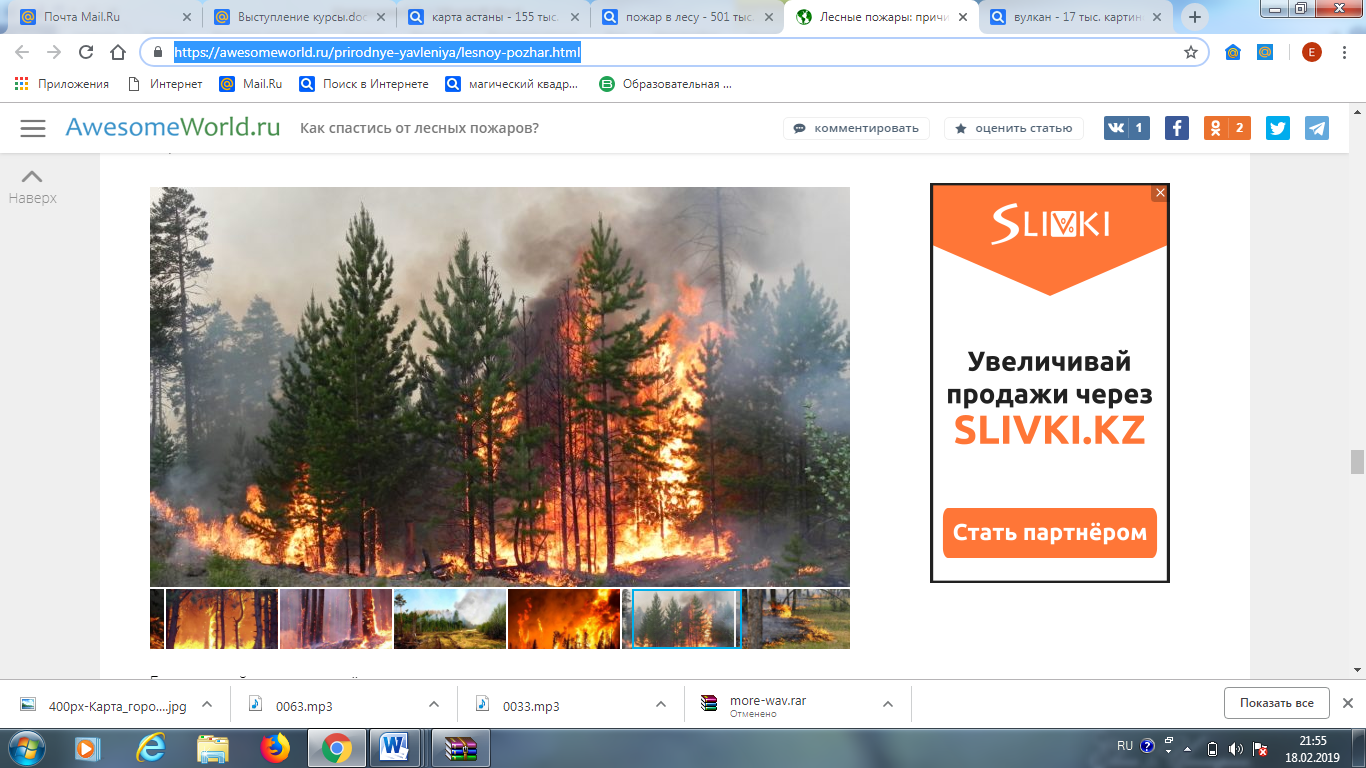 Почта Mail.Ru
Выступление курсы.doc
карта астаны - 155 тыс.
пожар в лесу - 501 тыс.
Лесные пожары: причи
вулкан - 17 тыс. картин
https://awesomeworld.ru/prirodnye-yavleniya/lesnoy-pozhar.html
E
Приложения
Интернет
Mail.Ru
Поиск в Интернете
магический квадр...
Образовательная ...
AwesomeWorld.ru
Как спастись от лесных пожаров?
комментировать
оценить статью
1
2
Наверх
SLIVKI
Увеличивай
продажи через
SLIVKI.KZ
Стать партнёром
400px-Карта_горо....jpg
0063.mp3
0033.mp3
more-wav.rar
Отменено
Показать все
RU
21:55
18.02.2019